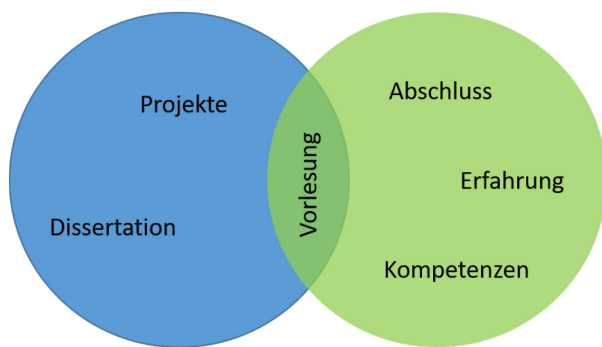 Projekte
Dissertation
Vorlesung
Abschluss
Erfahrung
Kompetenzen